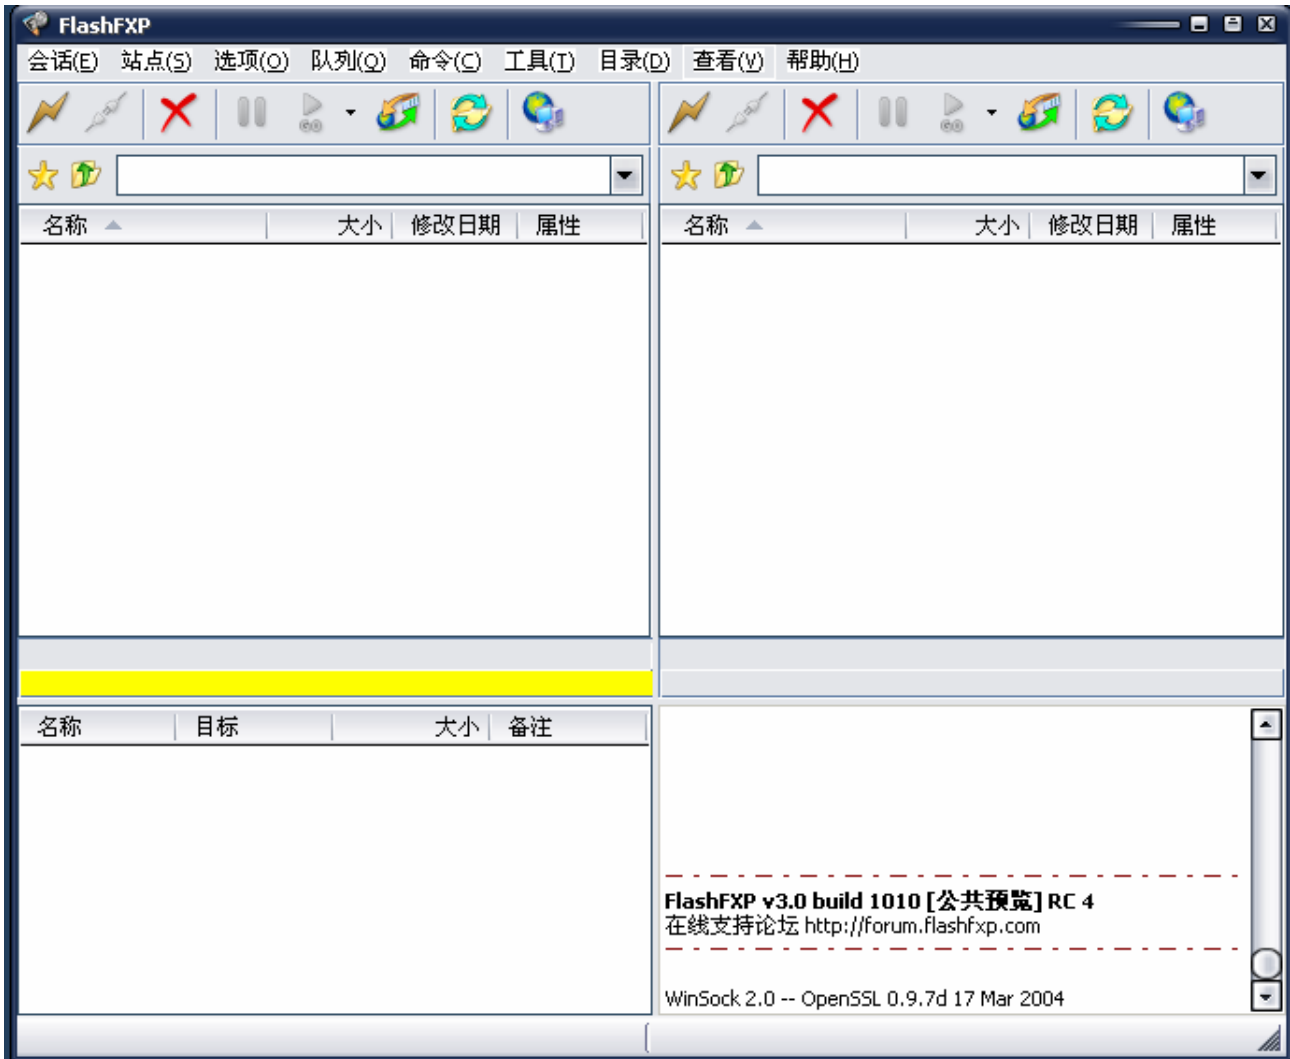 FlashFXP
会话(E) 站点(S) 选项(O) 队列(Q) 命令(C) 工具(T) 目录(D) 查看(V) 帮助(H)
GO GO
名称 大小 修改日期 属性
名称 大小 修改日期 属性
名称 目标 大小 备注
FlashFXP v3.0 build 1010 [公共预览] RC 4
在线支持论坛 http://forum.flashfxp.com
WinSock 2.0 -- OpenSSL 0.9.7d 17 Mar 2004